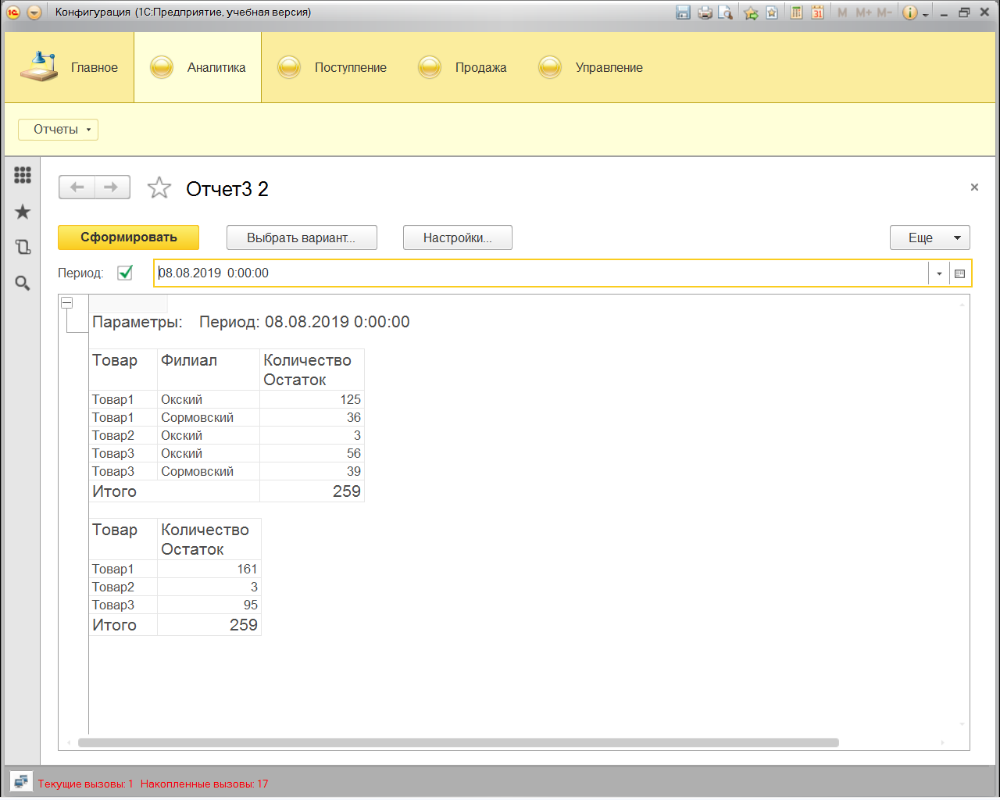 Конфигурация (1С:Предприятие, учебная версия)
M M+ M-
Главное Аналитика Поступление Продажа Управление
Отчеты
Отчет3 2
Сформировать Выбрать вариант... Настройки... Еще
Период: 08.08.2019 0:00:00
Параметры: Период: 08.08.2019 0:00:00
Товар Филиал Количество
Остаток
Товар1 Окский 125
Товар1 Сормовский 36
Товар2 Окский 3
Товар3 Окский 56
Товар3 Сормовский 39
Итого 259
Товар Количество
Остаток
Товар1 161
Товар2 3
Товар3 95
Итого 259
Текущие вызовы: 1 Накопленные вызовы: 17